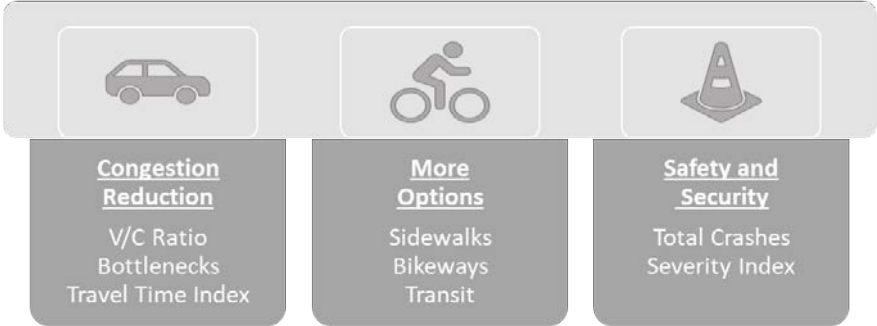 Congestion
Reduction
V/C Ratio
Bottlenecks
Travel Time Index
More
Options
Sidewalks
Bikeways
Transit
Safety and
Security
Total Crashes
Severity Index